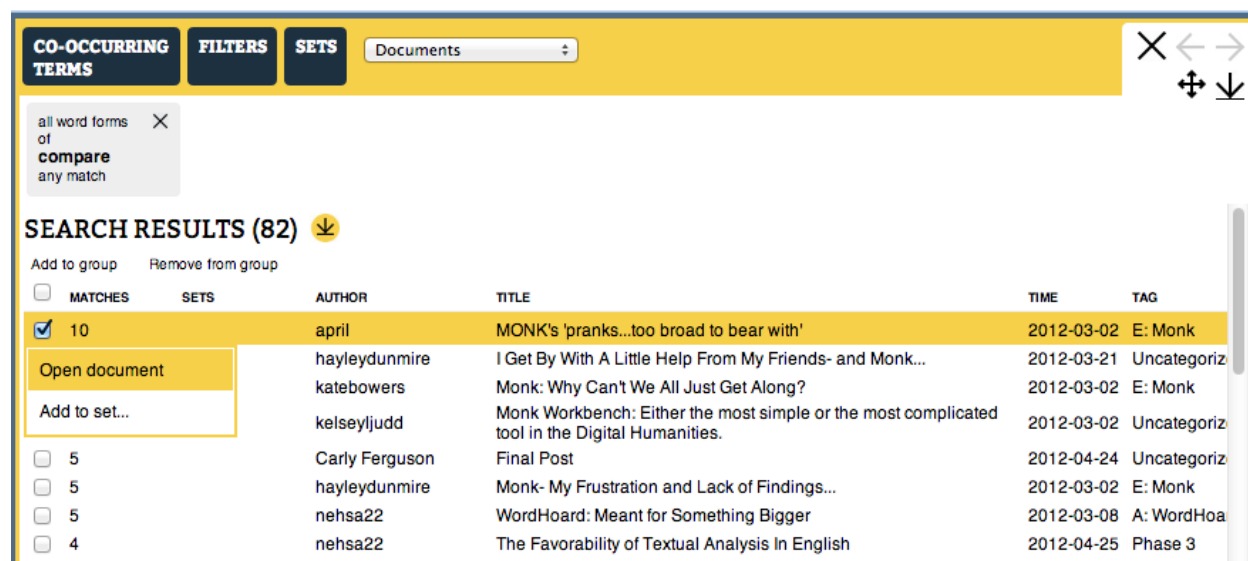 CO-OCCURRING TERMS FILTERS SETS Documents
all word forms
of
compare
any match
SEARCH RESULTS (82)
Add to group Remove from group
MATCHES SETS AUTHOR TITLE TIME TAG
10 april MONK's 'pranks...too broad to bear with' 2012-03-02 E: Monk
Open document
Add to set...
hayleydunmire I Get By With A Little Help From My Friends- and Monk... 2012-03-21 Uncategoriz
katebowers Monk: Why Can't We All Just Get Along? 2012-03-02 E: Monk
kelseyljudd Monk Workbench: Either the most simple or the most complicated
tool in the Digital Humanities. 2012-03-02 Uncategoriz
5 Carly Ferguson Final Post 2012-04-24 Uncategoriz
5 hayleydunmire Monk- My Frustration and Lack of Findings... 2012-03-02 E: Monk
5 nehsa22 WordHoard: Meant for Something Bigger 2012-03-08 A: WordHoa
4 nehsa22 The Favorability of Textual Analysis In English 2012-04-25 Phase 3